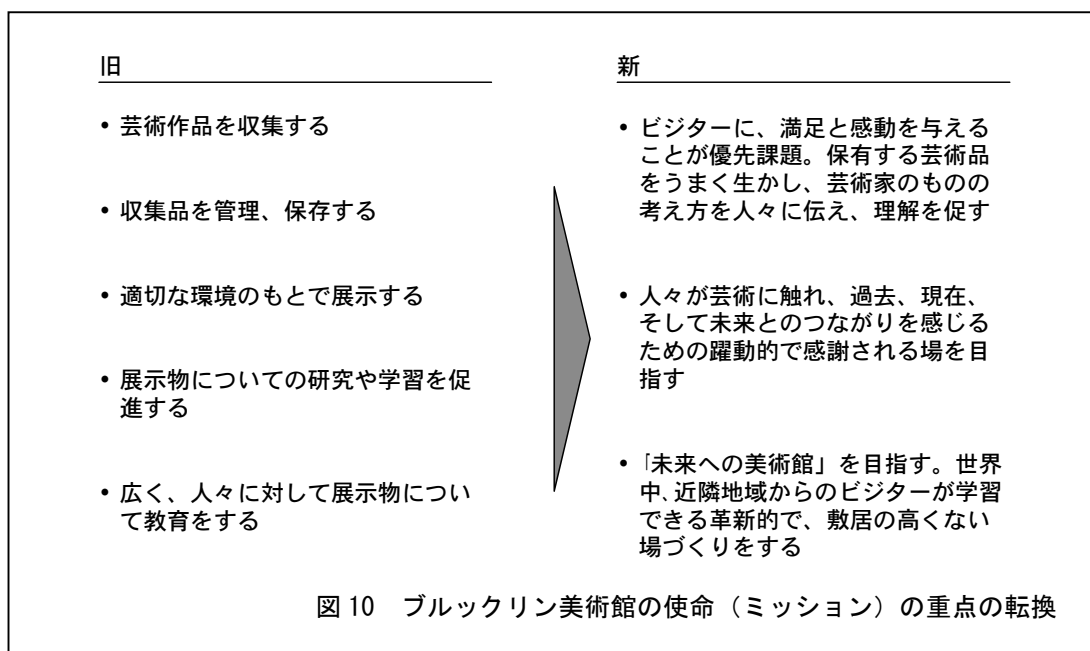 旧
• 芸術作品を収集する
• 収集品を管理、保存する
• 適切な環境のもとで展示する
• 展示物についての研究や学習を促
進する
• 広く、人々に対して展示物につい
て教育をする
新
• ビジターに、満足と感動を与える
ことが優先課題。保有する芸術品
をうまく生かし、芸術家のものの
考え方を人々に伝え、理解を促す
• 人々が芸術に触れ、過去、現在、
そして未来とのつながりを感じる
ための躍動的で感謝される場を目
指す
• 「未来への美術館」を目指す。世界
中、近隣地域からのビジターが学習
できる革新的で、敷居の高くない
場づくりをする
図 10　ブルックリン美術館の使命（ミッション）の重点の転換